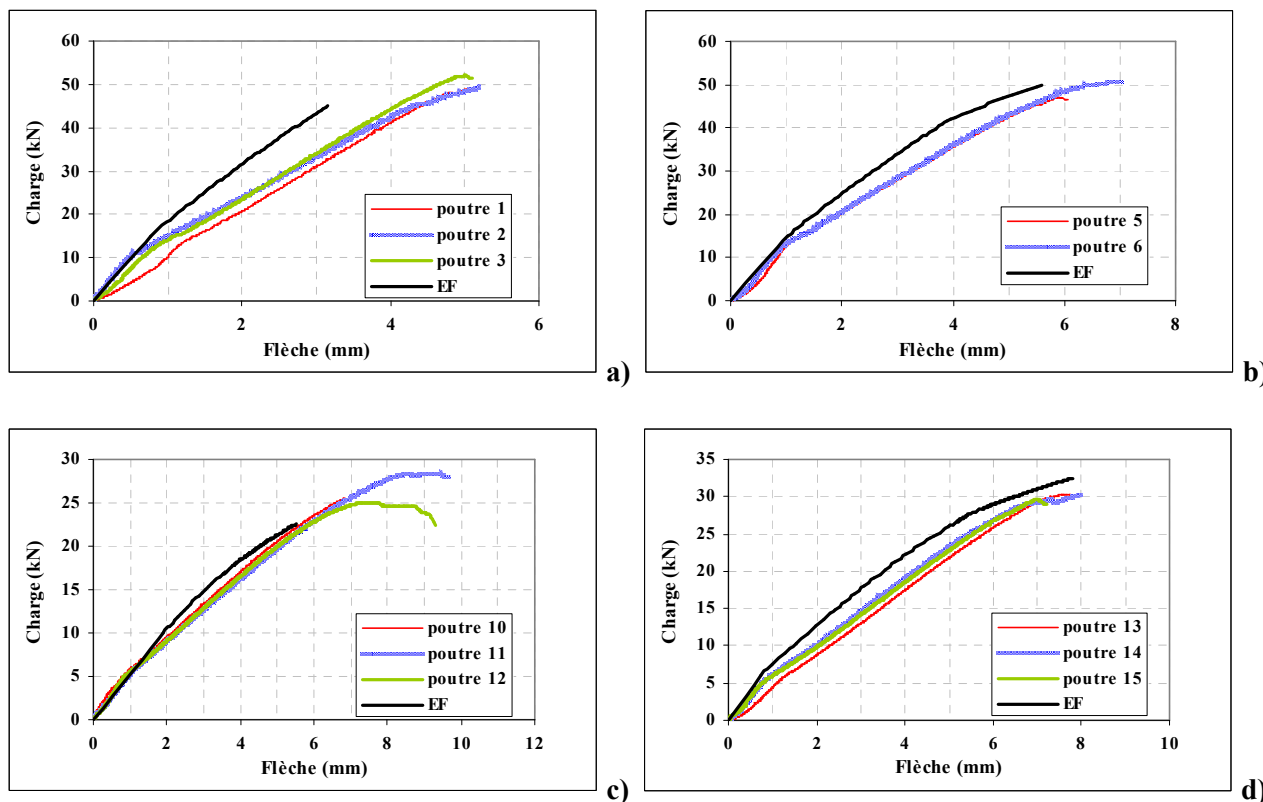 60
50
40
30
20
10
0
Charge (kN)
0
2
4
6
Flèche (mm)
poutre 1
poutre 2
poutre 3
EF
a)
60
50
40
30
20
10
0
Charge (kN)
0
2
4
6
8
Flèche (mm)
poutre 5
poutre 6
EF
b)
30
25
20
15
10
5
0
Charge (kN)
0
2
4
6
8
10
12
Flèche (mm)
poutre 10
poutre 11
poutre 12
EF
c)
35
30
25
20
15
10
5
0
Charge (kN)
0
2
4
6
8
10
Flèche (mm)
poutre 13
poutre 14
poutre 15
EF
d)